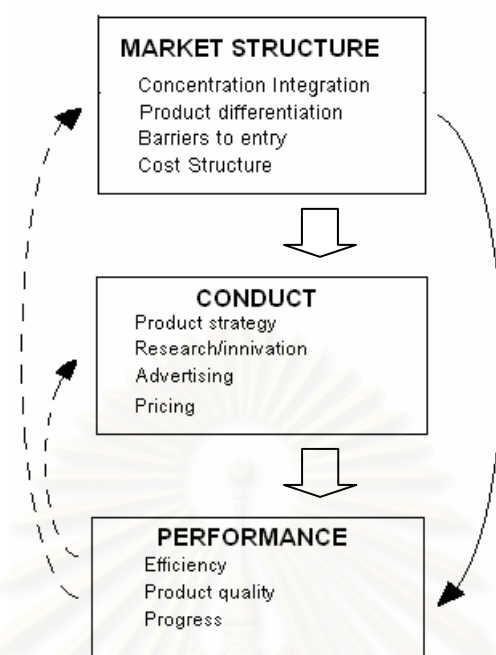 MARKET STRUCTURE
Concentration Integration
Product differentiation
Barriers to entry
Cost Structure
CONDUCT
Product strategy
Research/innivation
Advertising
Pricing
PERFORMANCE
Efficiency
Product quality
Progress